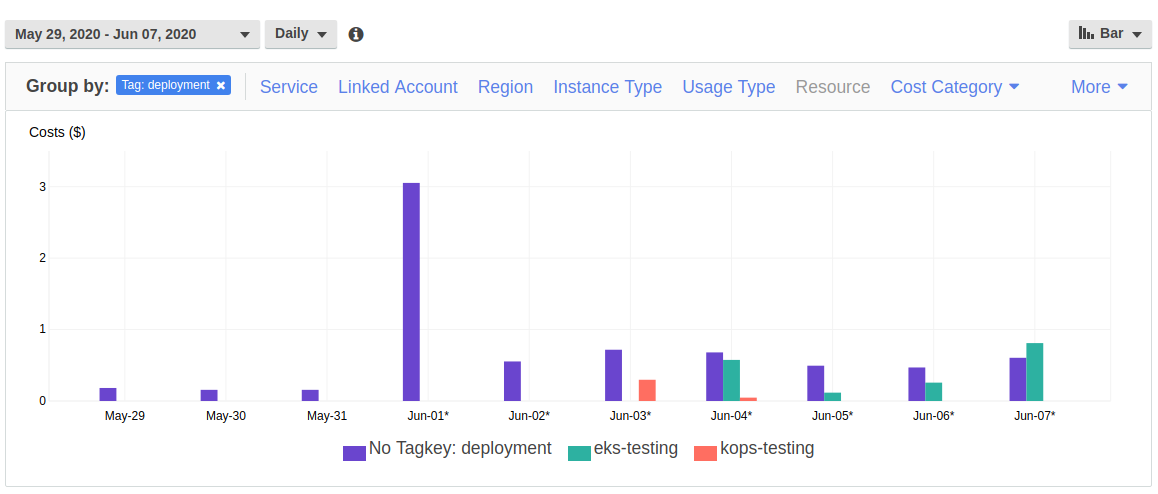 May 29, 2020 - Jun 07, 2020 Daily Bar
Group by: Tag: deployment Service Linked Account Region Instance Type Usage Type Resource Cost Category More
Costs ($)
3
2
1
0
May-29 May-30 May-31 Jun-01* Jun-02* Jun-03* Jun-04* Jun-05* Jun-06* Jun-07*
No Tagkey: deployment eks-testing kops-testing